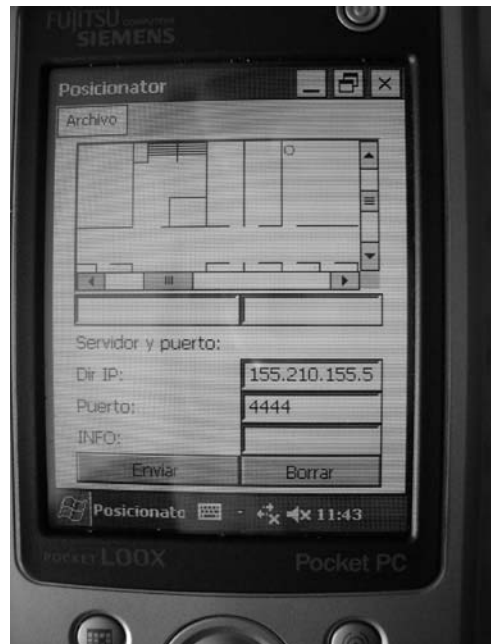 FUJITSU COMPUTERS
SIEMENS
Posicionator
Archivo
Servidor y puerto:
Dir IP: 155.210.155.5
Puerto: 4444
INFO:
Enviar Borrar
Posicionato 11:43
POCKET LOOX Pocket PC